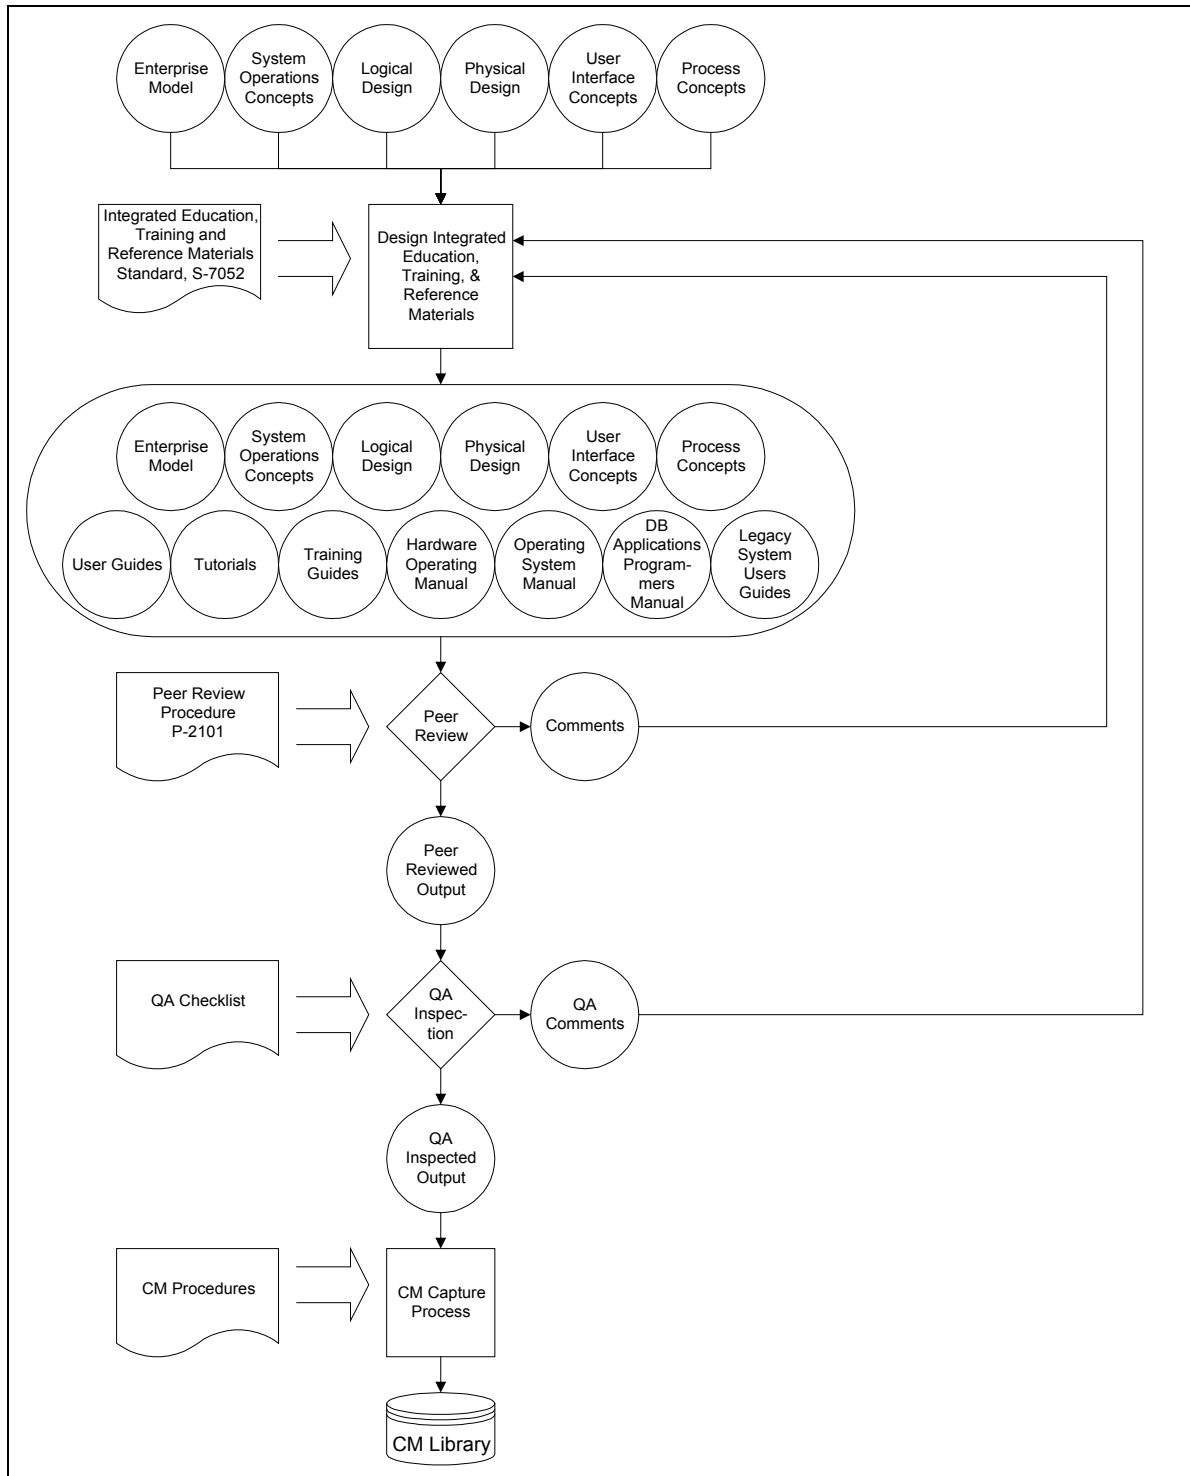 Enterprise
Model
System
Operations
Concepts
Logical
Design
Physical
Design
User
Interface
Concepts
Process
Concepts
Integrated Education,
Training and
Reference Materials
Standard, S-7052
Design Integrated
Education,
Training, &
Reference
Materials
Enterprise
Model
System
Operations
Concepts
Logical
Design
Physical
Design
User
Interface
Concepts
Process
Concepts
User Guides
Tutorials
Training
Guides
Hardware
Operating
Manual
Operating
System
Manual
DB
Applications
Program-
mers
Manual
Legacy
System
Users
Guides
Peer Review
Procedure
P-2101
Peer
Review
Comments
Peer
Reviewed
Output
QA Checklist
QA
Inspec-
tion
QA
Comments
QA
Inspected
Output
CM Procedures
CM Capture
Process
CM Library